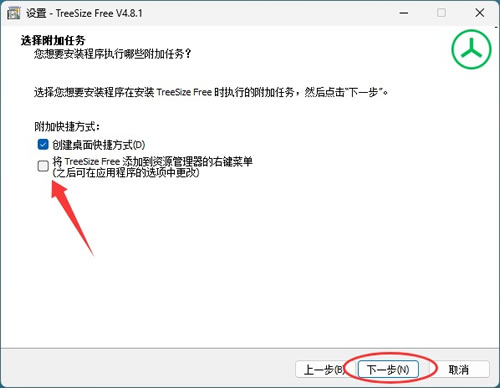 设置 - TreeSize Free V4.8.1
选择附加任务
您想要安装程序执行哪些附加任务？
选择您想要安装程序在安装 TreeSize Free 时执行的附加任务，然后点击“下一步”。
附加快捷方式：
创建桌面快捷方式(D)
将 TreeSize Free 添加到资源管理器的右键菜单
(之后可在应用程序的选项中更改)
上一步(B) 下一步(N) 取消